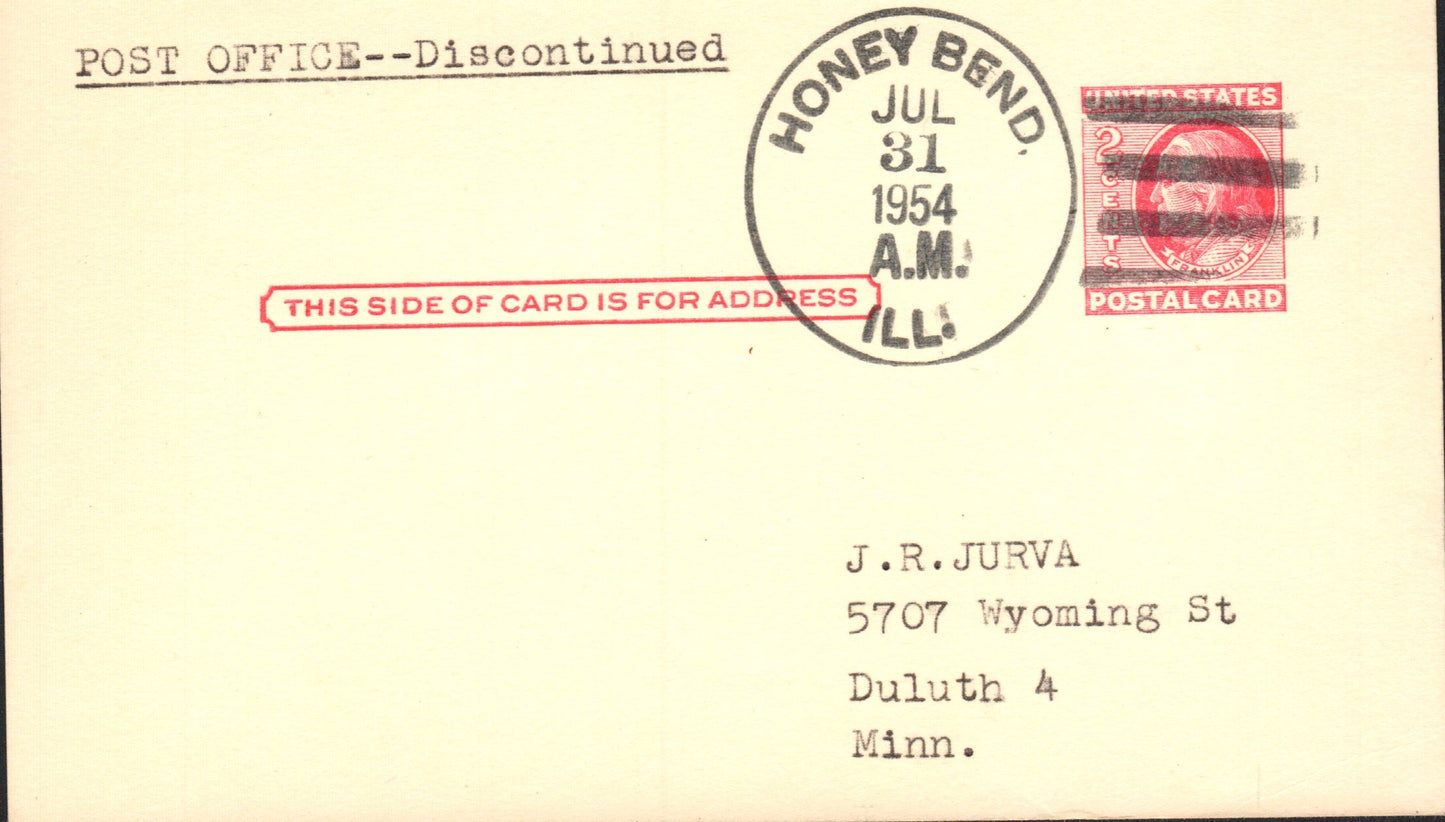 POST OFFICE--Discontinued
HONEY BEND,
JUL
31
1954
A.M.
ILL.
UNITED STATES
2 CENTS
FRANKLIN
POSTAL CARD
THIS SIDE OF CARD IS FOR ADDRESS
J.R.JURVA
5707 Wyoming St
Duluth 4
Minn.